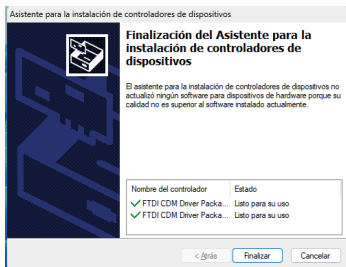 Asistente para la instalación de controladores de dispositivos
Finalización del Asistente para la
instalación de controladores de
dispositivos
El asistente para la instalación de controladores de dispositivos no
actualizó ningún software para dispositivos de hardware porque su
calidad no es superior al software instalado actualmente.
Nombre del controlador Estado
FTDI CDM Driver Packa... Listo para su uso
FTDI CDM Driver Packa... Listo para su uso
< Atrás Finalizar Cancelar